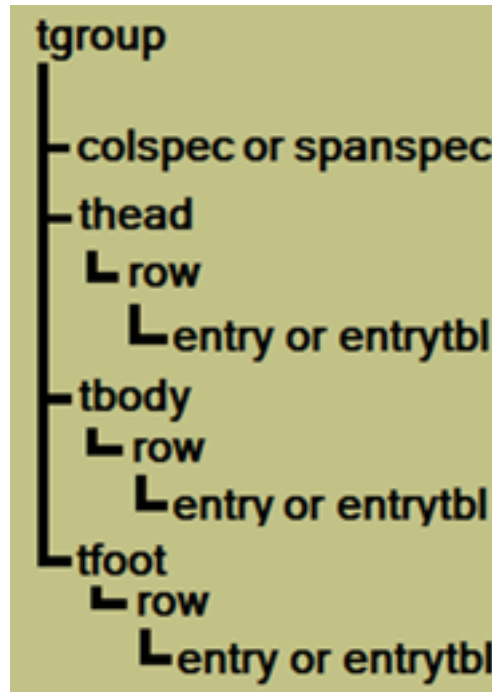 tgroup
colspec or spanspec
thead
row
entry or entrytbl
tbody
row
entry or entrytbl
tfoot
row
entry or entrytbl